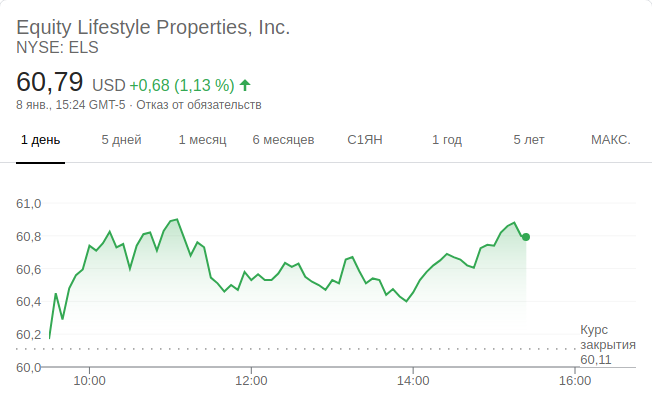 Equity Lifestyle Properties, Inc.
NYSE: ELS
60,79 USD +0,68 (1,13 %)
8 янв., 15:24 GMT-5 · Отказ от обязательств
1 день 5 дней 1 месяц 6 месяцев С1ЯН 1 год 5 лет МАКС.
61,0
60,8
60,6
60,4
60,2
60,0
Курс
закрытия
60,11
10:00 12:00 14:00 16:00